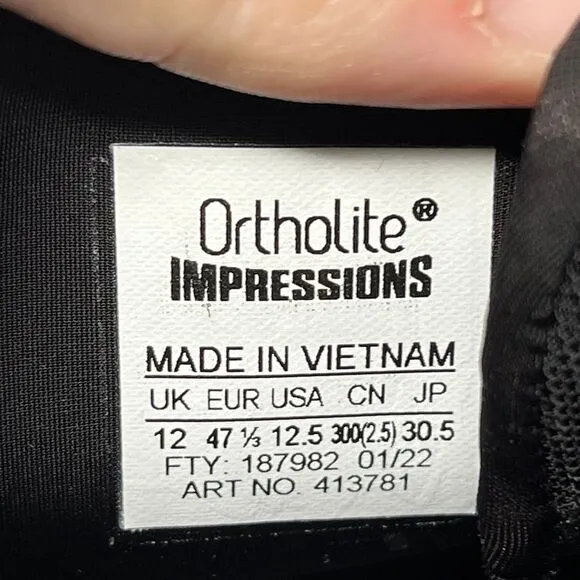 Ortholite®
IMPRESSIONS
MADE IN VIETNAM
UK EUR USA CN JP
12 47 ⅓ 12.5 300(2.5) 30.5
FTY: 187982 01/22
ART NO. 413781